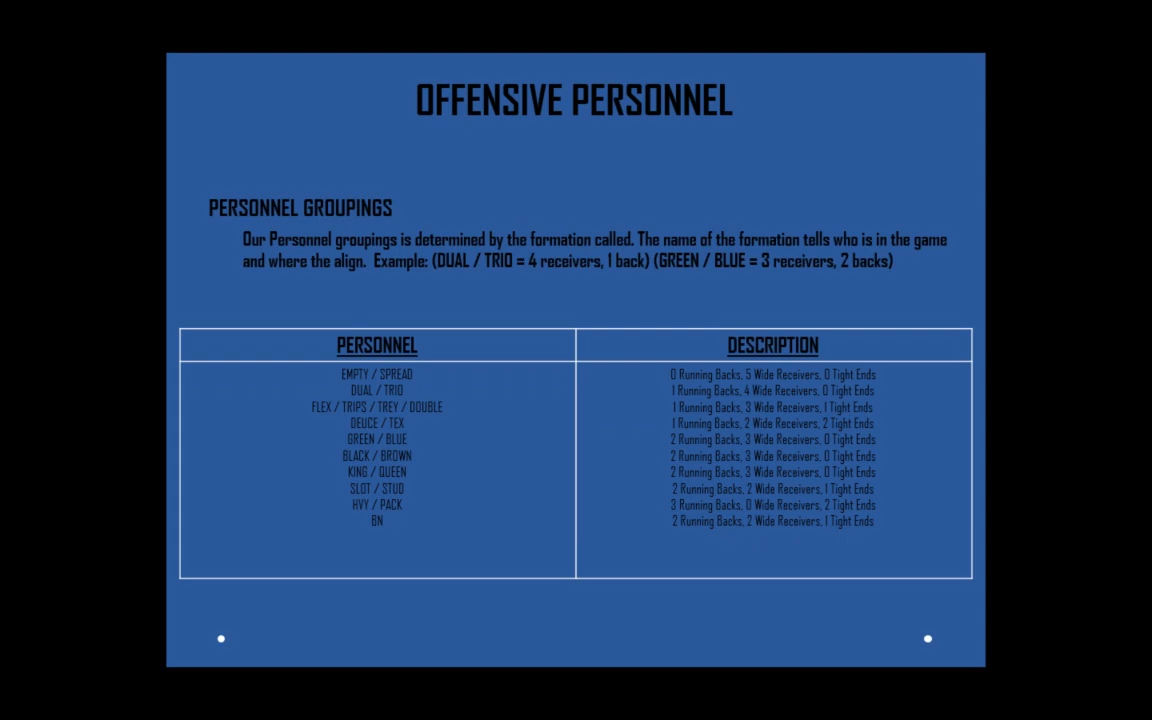 OFFENSIVE PERSONNEL
PERSONNEL GROUPINGS
Our Personnel groupings is determined by the formation called. The name of the formation tells who is in the game
and where the align. Example: (DUAL / TRIO = 4 receivers, 1 back) (GREEN / BLUE = 3 receivers, 2 backs)
PERSONNEL DESCRIPTION
EMPTY / SPREAD 0 Running Backs, 5 Wide Receivers, 0 Tight Ends
DUAL / TRIO 1 Running Backs, 4 Wide Receivers, 0 Tight Ends
FLEX / TRIPS / TREY / DOUBLE 1 Running Backs, 3 Wide Receivers, 1 Tight Ends
DEUCE / TEX 1 Running Backs, 2 Wide Receivers, 2 Tight Ends
GREEN / BLUE 2 Running Backs, 3 Wide Receivers, 0 Tight Ends
BLACK / BROWN 2 Running Backs, 3 Wide Receivers, 0 Tight Ends
KING / QUEEN 2 Running Backs, 3 Wide Receivers, 0 Tight Ends
SLOT / STUD 2 Running Backs, 2 Wide Receivers, 1 Tight Ends
HVY / PACK 3 Running Backs, 0 Wide Receivers, 2 Tight Ends
BN 2 Running Backs, 2 Wide Receivers, 1 Tight Ends